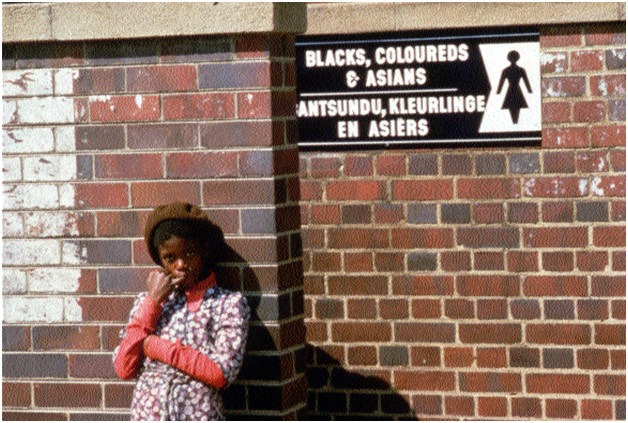 BLACKS, COLOUREDS
& ASIANS
ANTSUNDU, KLEURLINGE
EN ASIËRS